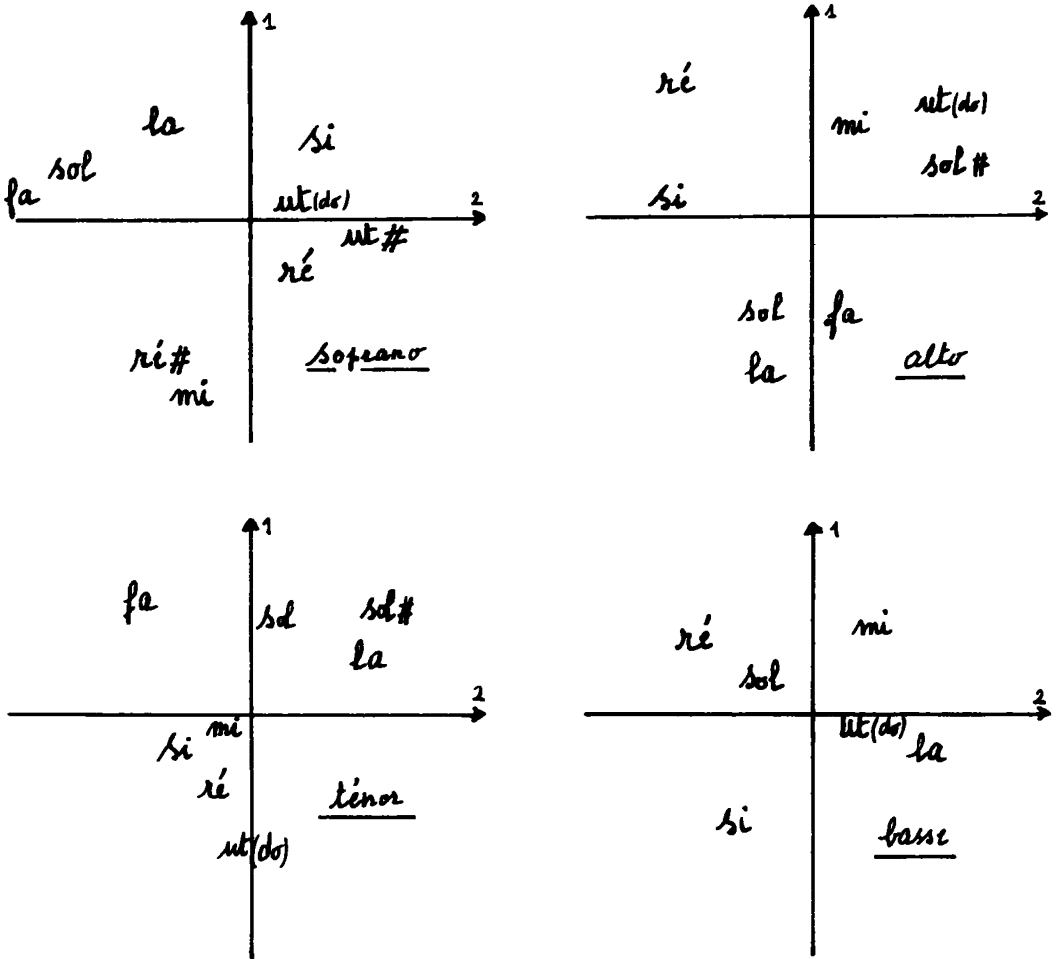 1
la
si
sol
fa
2
ut(do)
ut#
ré
ré#
soprano
mi
1
ré
ut(do)
mi
sol#
si
2
sol
fa
la
alto
1
fa
sol
sol#
la
2
mi
si
ré
ténor
ut(do)
1
mi
ré
sol
2
ut(do)
la
si
basse